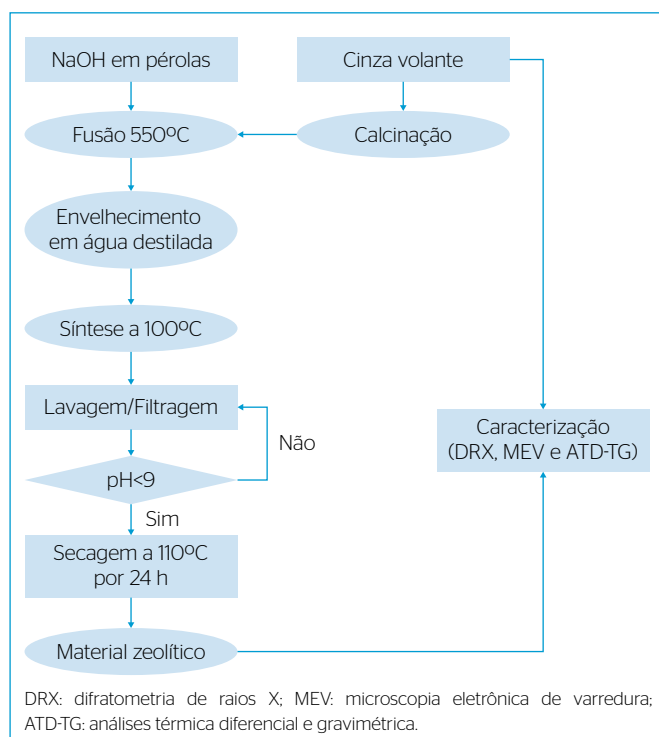 NaOH em pérolas
Cinza volante
Fusão 550ºC
Calcinação
Envelhecimento
em água destilada
Síntese a 100ºC
Lavagem/Filtragem
Não
Caracterização
(DRX, MEV e ATD-TG)
pH<9
Sim
Secagem a 110ºC
por 24 h
Material zeolítico
DRX: difratometria de raios X; MEV: microscopia eletrônica de varredura;
ATD-TG: análises térmica diferencial e gravimétrica.